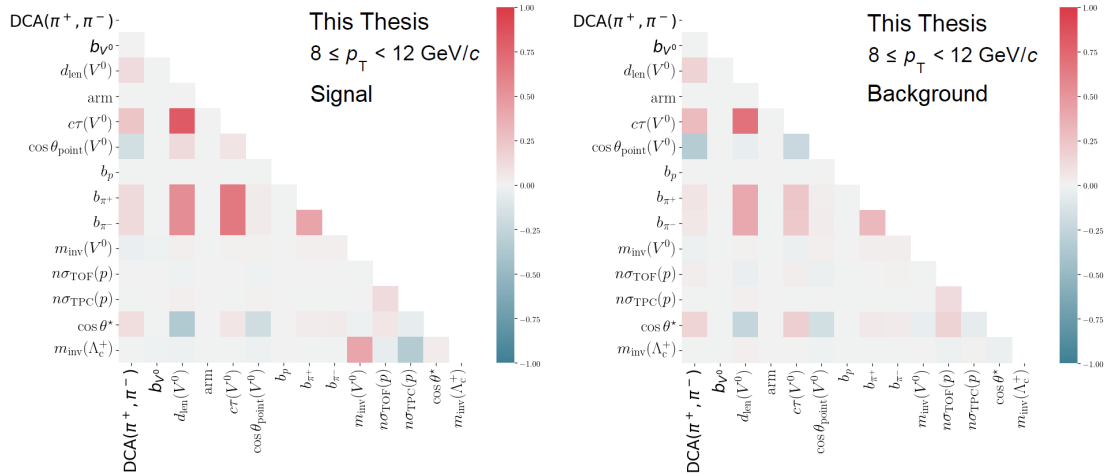 This Thesis
8 ≤ p_T < 12 GeV/c
Signal
DCA(π⁺, π⁻)
b_V⁰
d_len(V⁰)
arm
cτ(V⁰)
cos θ_point(V⁰)
b_p
b_π⁺
b_π⁻
m_inv(V⁰)
nσ_TOF(p)
nσ_TPC(p)
cos θ*
m_inv(Λ_c⁺)
DCA(π⁺, π⁻)
b_V⁰
d_len(V⁰)
arm
cτ(V⁰)
cos θ_point(V⁰)
b_p
b_π⁺
b_π⁻
m_inv(V⁰)
nσ_TOF(p)
nσ_TPC(p)
cos θ*
m_inv(Λ_c⁺)
1.00
0.75
0.50
0.25
0.00
−0.25
−0.50
−0.75
−1.00
This Thesis
8 ≤ p_T < 12 GeV/c
Background
DCA(π⁺, π⁻)
b_V⁰
d_len(V⁰)
arm
cτ(V⁰)
cos θ_point(V⁰)
b_p
b_π⁺
b_π⁻
m_inv(V⁰)
nσ_TOF(p)
nσ_TPC(p)
cos θ*
m_inv(Λ_c⁺)
DCA(π⁺, π⁻)
b_V⁰
d_len(V⁰)
arm
cτ(V⁰)
cos θ_point(V⁰)
b_p
b_π⁺
b_π⁻
m_inv(V⁰)
nσ_TOF(p)
nσ_TPC(p)
cos θ*
m_inv(Λ_c⁺)
1.00
0.75
0.50
0.25
0.00
−0.25
−0.50
−0.75
−1.00